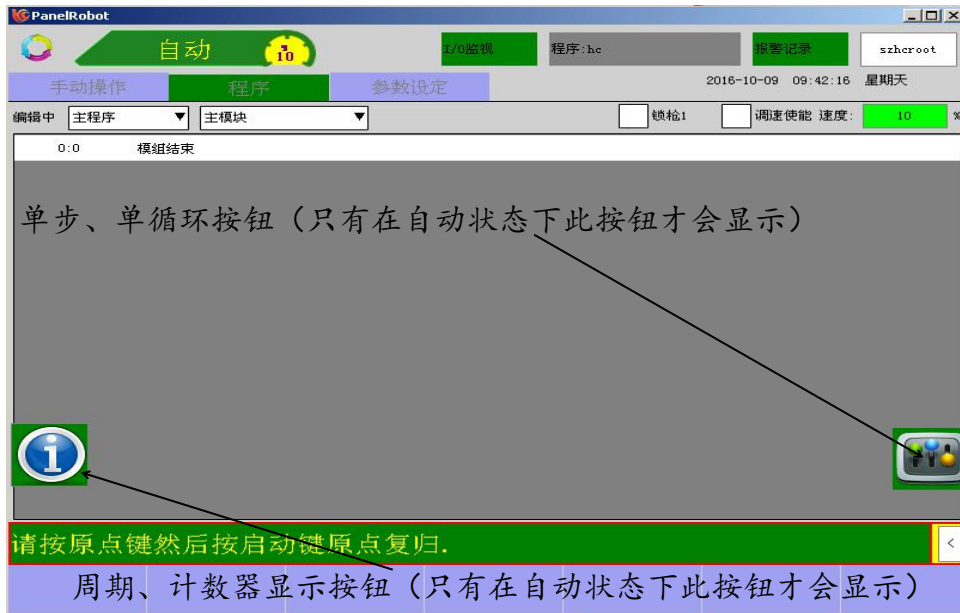 PanelRobot
自动
10
I/O监视
程序:hc
报警记录
szhcroot
手动操作
程序
参数设定
2016-10-09 09:42:16 星期天
编辑中
主程序
主模块
锁枪1
调速使能 速度:
10
%
0:0 模组结束
单步、单循环按钮（只有在自动状态下此按钮才会显示）
请按原点键然后按启动键原点复归.
<
周期、计数器显示按钮（只有在自动状态下此按钮才会显示）